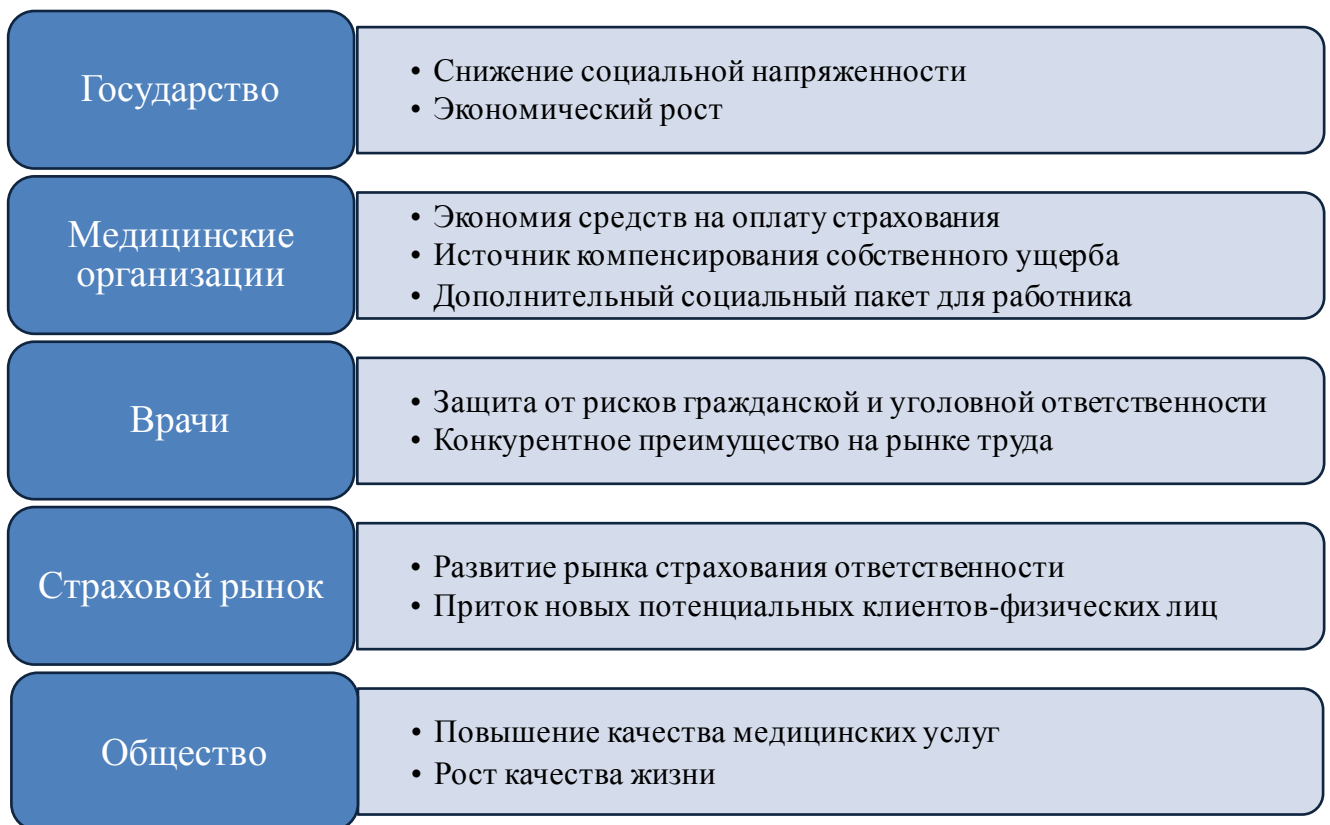 Государство
• Снижение социальной напряженности
• Экономический рост
Медицинские
организации
• Экономия средств на оплату страхования
• Источник компенсирования собственного ущерба
• Дополнительный социальный пакет для работника
Врачи
• Защита от рисков гражданской и уголовной ответственности
• Конкурентное преимущество на рынке труда
Страховой рынок
• Развитие рынка страхования ответственности
• Приток новых потенциальных клиентов-физических лиц
Общество
• Повышение качества медицинских услуг
• Рост качества жизни